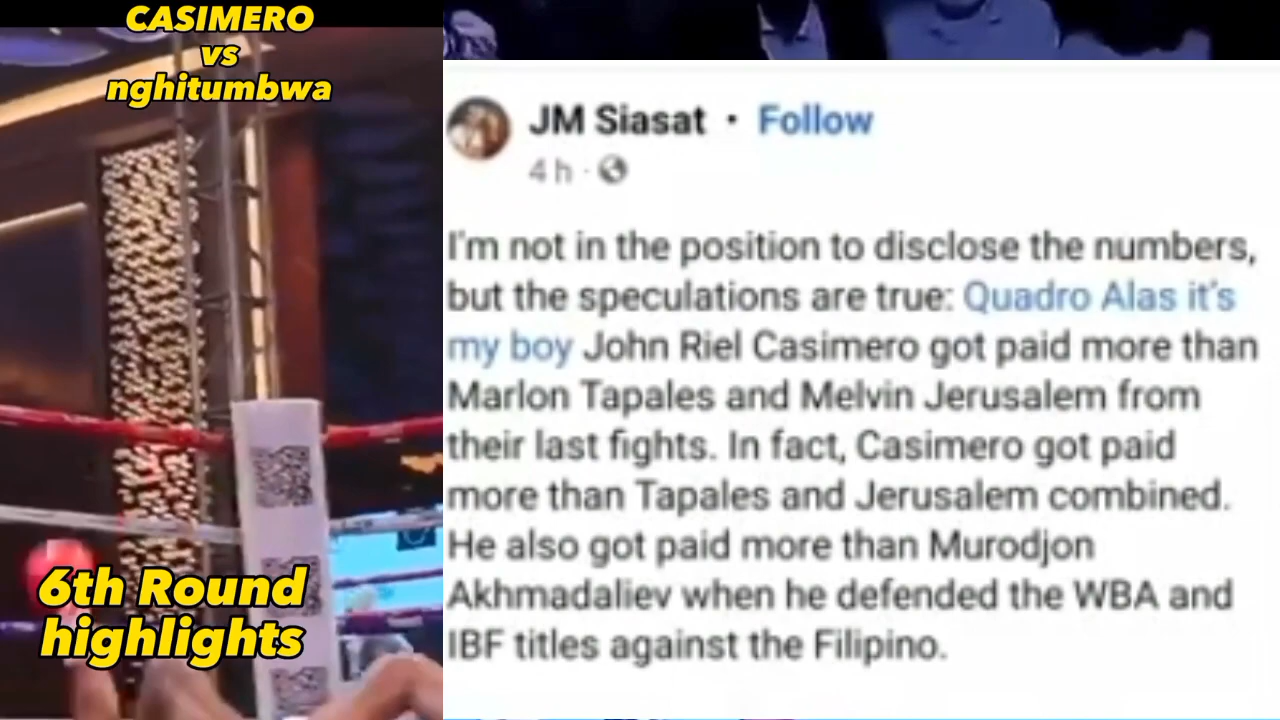 CASIMERO
vs
nghitumbwa
6th Round
highlights
JM Siasat · Follow
4 h ·
I'm not in the position to disclose the numbers,
but the speculations are true: Quadro Alas it's
my boy John Riel Casimero got paid more than
Marlon Tapales and Melvin Jerusalem from
their last fights. In fact, Casimero got paid
more than Tapales and Jerusalem combined.
He also got paid more than Murodjon
Akhmadaliev when he defended the WBA and
IBF titles against the Filipino.